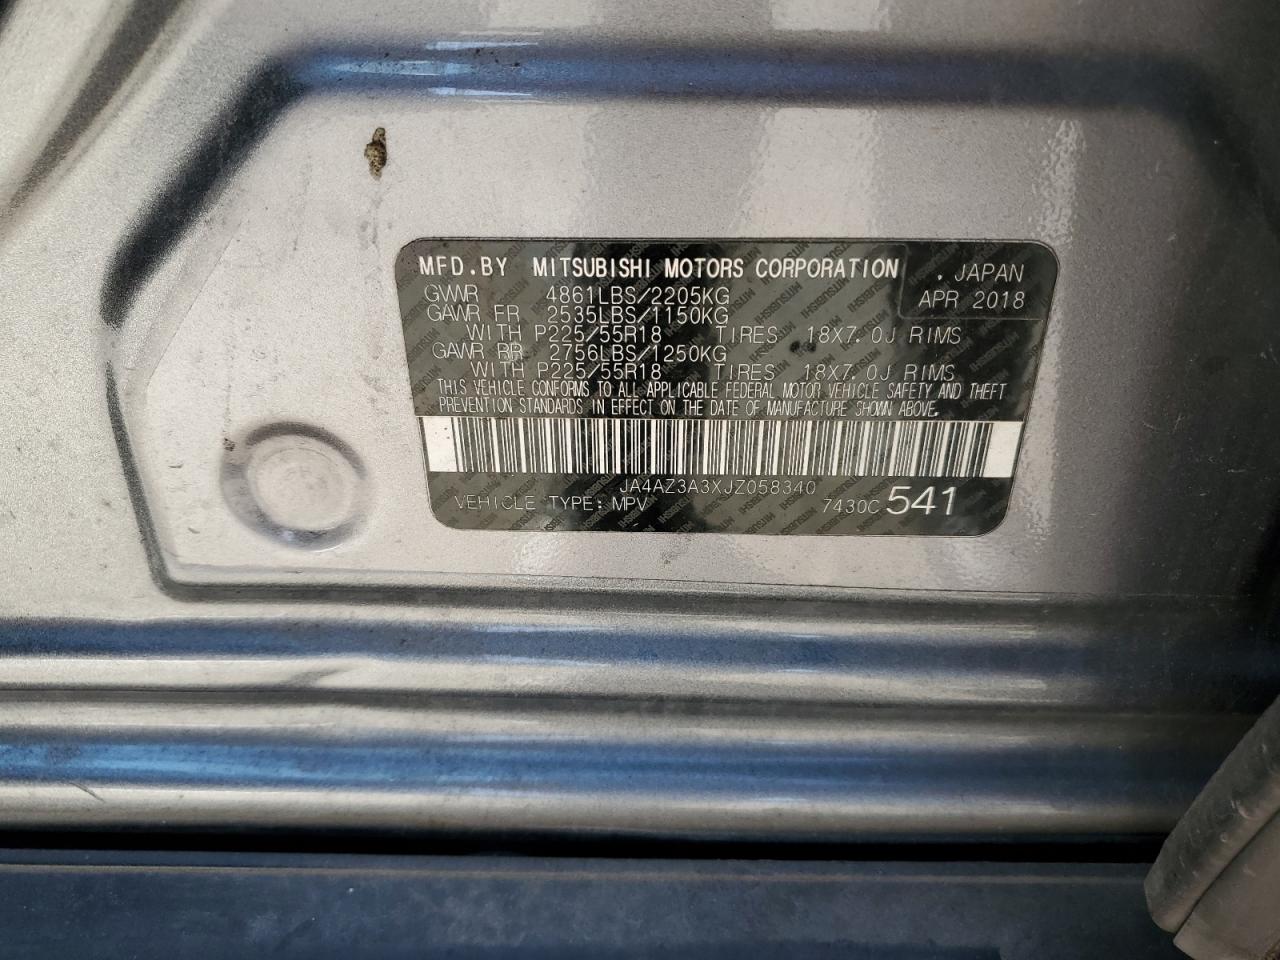 MFD.BY MITSUBISHI MOTORS CORPORATION . JAPAN
GWR 4861LBS/2205KG APR 2018
GAWR FR 2535LBS/1150KG
WITH P225/55R18 TIRES 18X7.0J RIMS
GAWR RR 2756LBS/1250KG
WITH P225/55R18 TIRES 18X7.0J RIMS
THIS VEHICLE CONFORMS TO ALL APPLICABLE FEDERAL MOTOR VEHICLE SAFETY AND THEFT
PREVENTION STANDARDS IN EFFECT ON THE DATE OF MANUFACTURE SHOWN ABOVE.
JA4AZ3A3XJZ058340
VEHICLE TYPE: MPV 7430C 541